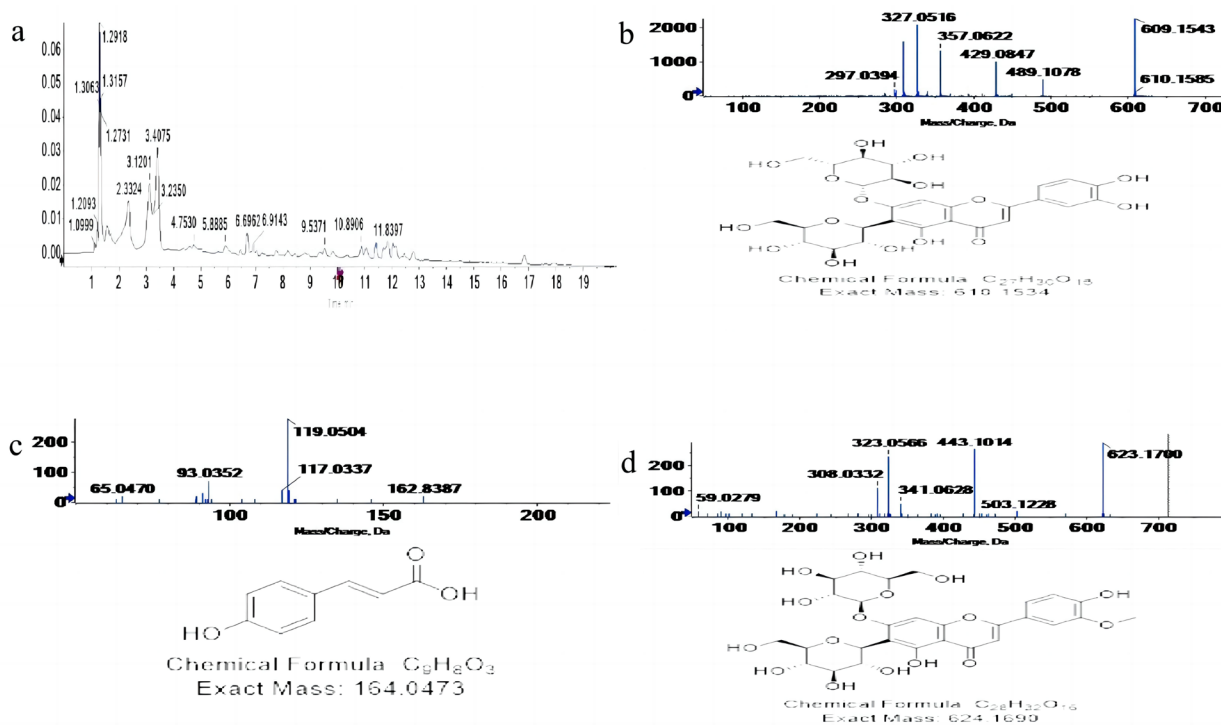 a
0.06
0.05
0.04
0.03
0.02
0.01
0.00
1.2918
1.3157
1.3063
1.2731
3.4075
3.1201
2.3324
3.2350
1.2093
1.0999
4.7530
5.8885
6.6962
6.9143
9.5371
10.8906
11.8397
1 2 3 4 5 6 7 8 9 10 11 12 13 14 15 16 17 18 19
b
2000
1000
0
327.0516
357.0622
429.0847
297.0394
489.1078
609.1543
610.1585
100 200 300 400 500 600 700
Mass/Charge, Da
OH
HO
OH
OH
O
O
OH
OH
HO
O
HO
OH
OH
OH
O
O
Chemical Formula C27H30O16
Exact Mass: 610.1534
c
200
100
0
119.0504
93.0352
117.0337
65.0470
162.8387
100 200
Mass/Charge, Da
O
OH
HO
Chemical Formula C9H8O3
Exact Mass: 164.0473
d
200
100
0
323.0566
443.1014
623.1700
308.0332
341.0628
59.0279
503.1228
100 200 300 400 500 600 700
Mass/Charge, Da
OH
HO
HO
HO
OH
O
O
O
OH
O
HO
O
HO
OH
OH
OH
O
Chemical Formula C28H32O16
Exact Mass: 624.1690